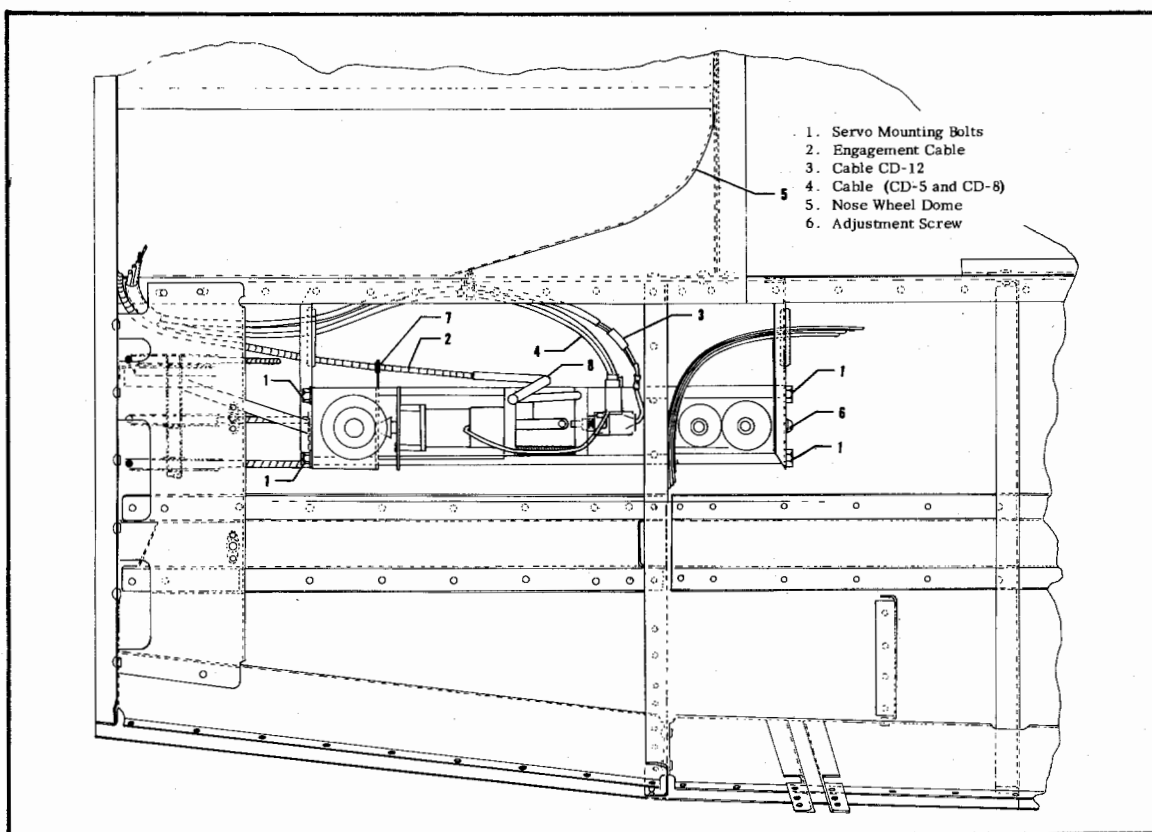 1. Servo Mounting Bolts
2. Engagement Cable
3. Cable CD-12
4. Cable (CD-5 and CD-8)
5. Nose Wheel Dome
6. Adjustment Screw
5
7
2
3
4
8
1
1
6
1
1